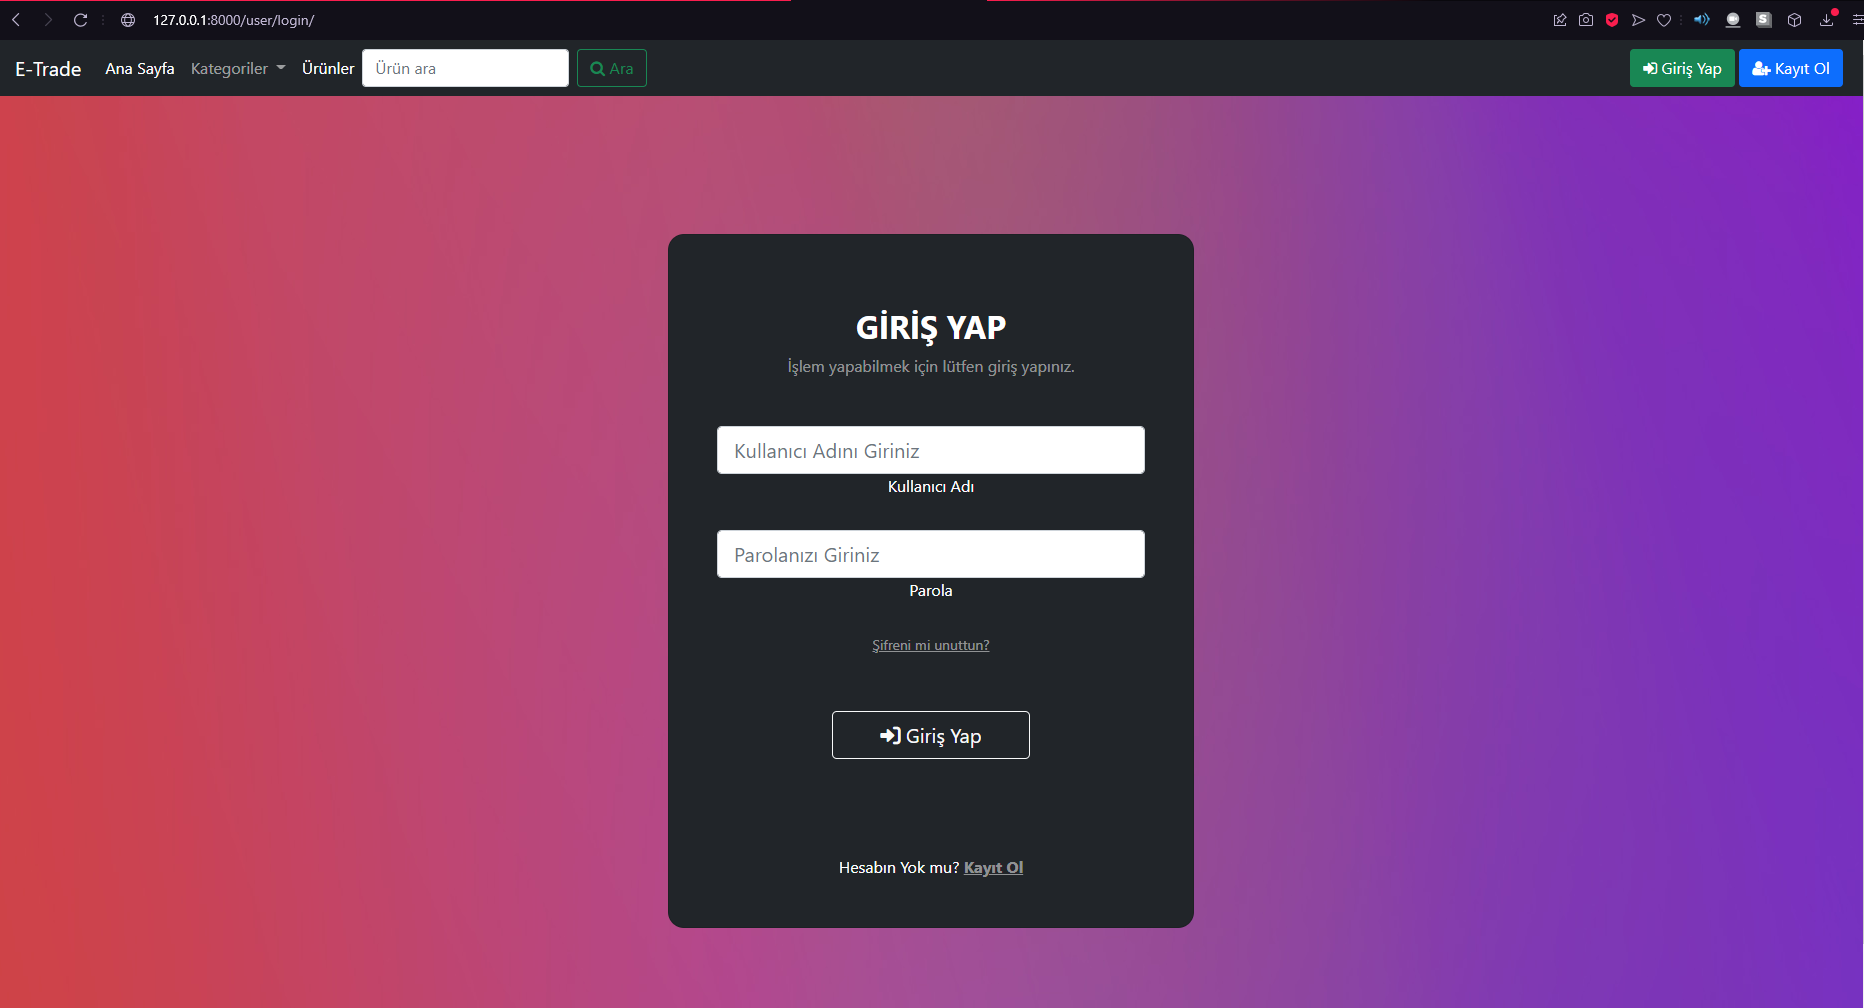 127.0.0.1:8000/user/login/
E-Trade Ana Sayfa Kategoriler Ürünler Ürün ara Ara Giriş Yap Kayıt Ol
GİRİŞ YAP
İşlem yapabilmek için lütfen giriş yapınız.
Kullanıcı Adını Giriniz
Kullanıcı Adı
Parolanızı Giriniz
Parola
Şifreni mi unuttun?
Giriş Yap
Hesabın Yok mu? Kayıt Ol